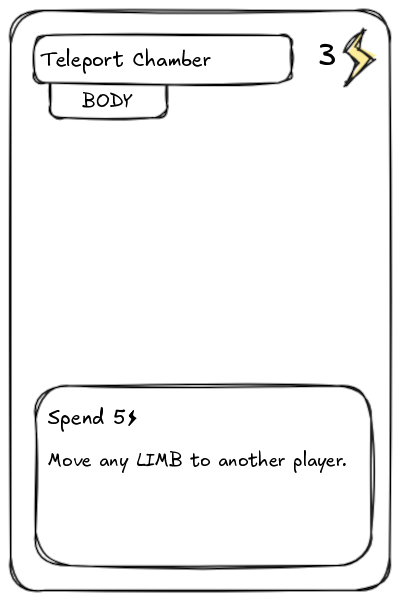 Teleport Chamber
3⚡
BODY
Spend 5⚡
Move any LIMB to another player.